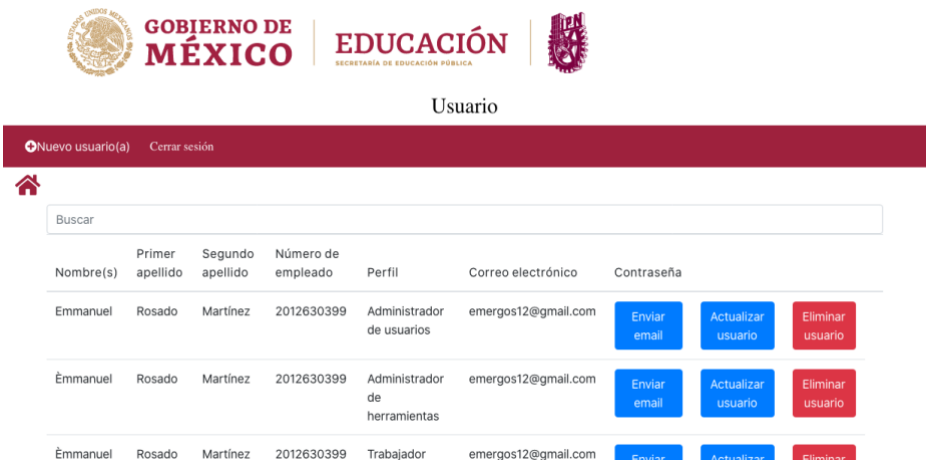 GOBIERNO DE
MÉXICO
EDUCACIÓN
SECRETARÍA DE EDUCACIÓN PÚBLICA
Usuario
Nuevo usuario(a) Cerrar sesión
Buscar
Nombre(s) Primer apellido Segundo apellido Número de empleado Perfil Correo electrónico Contraseña
Emmanuel Rosado Martínez 2012630399 Administrador de usuarios emergos12@gmail.com Enviar email Actualizar usuario Eliminar usuario
Èmmanuel Rosado Martínez 2012630399 Administrador de herramientas emergos12@gmail.com Enviar email Actualizar usuario Eliminar usuario
Èmmanuel Rosado Martínez 2012630399 Trabajador emergos12@gmail.com Enviar Actualizar Eliminar